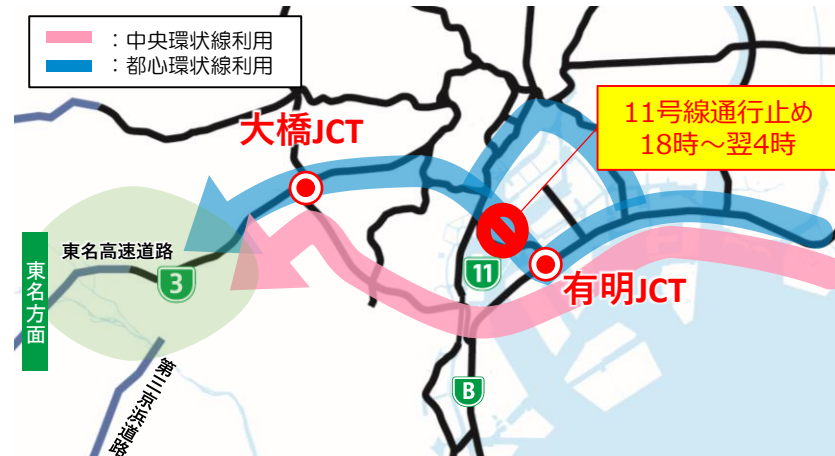 ：中央環状線利用
：都心環状線利用
11号線通行止め
18時～翌4時
大橋JCT
東名高速道路
3
東名方面
11
有明JCT
B
第三京浜道路